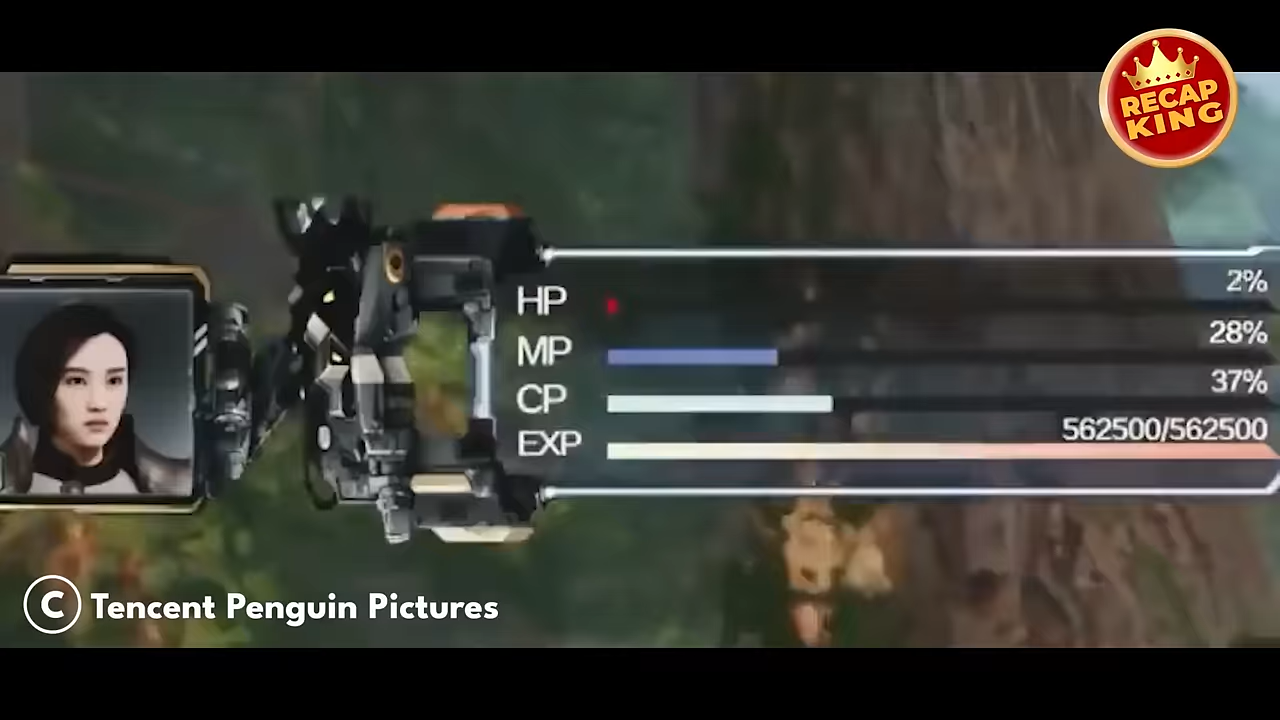 RECAP
KING
HP 2%
MP 28%
CP 37%
EXP 562500/562500
C Tencent Penguin Pictures